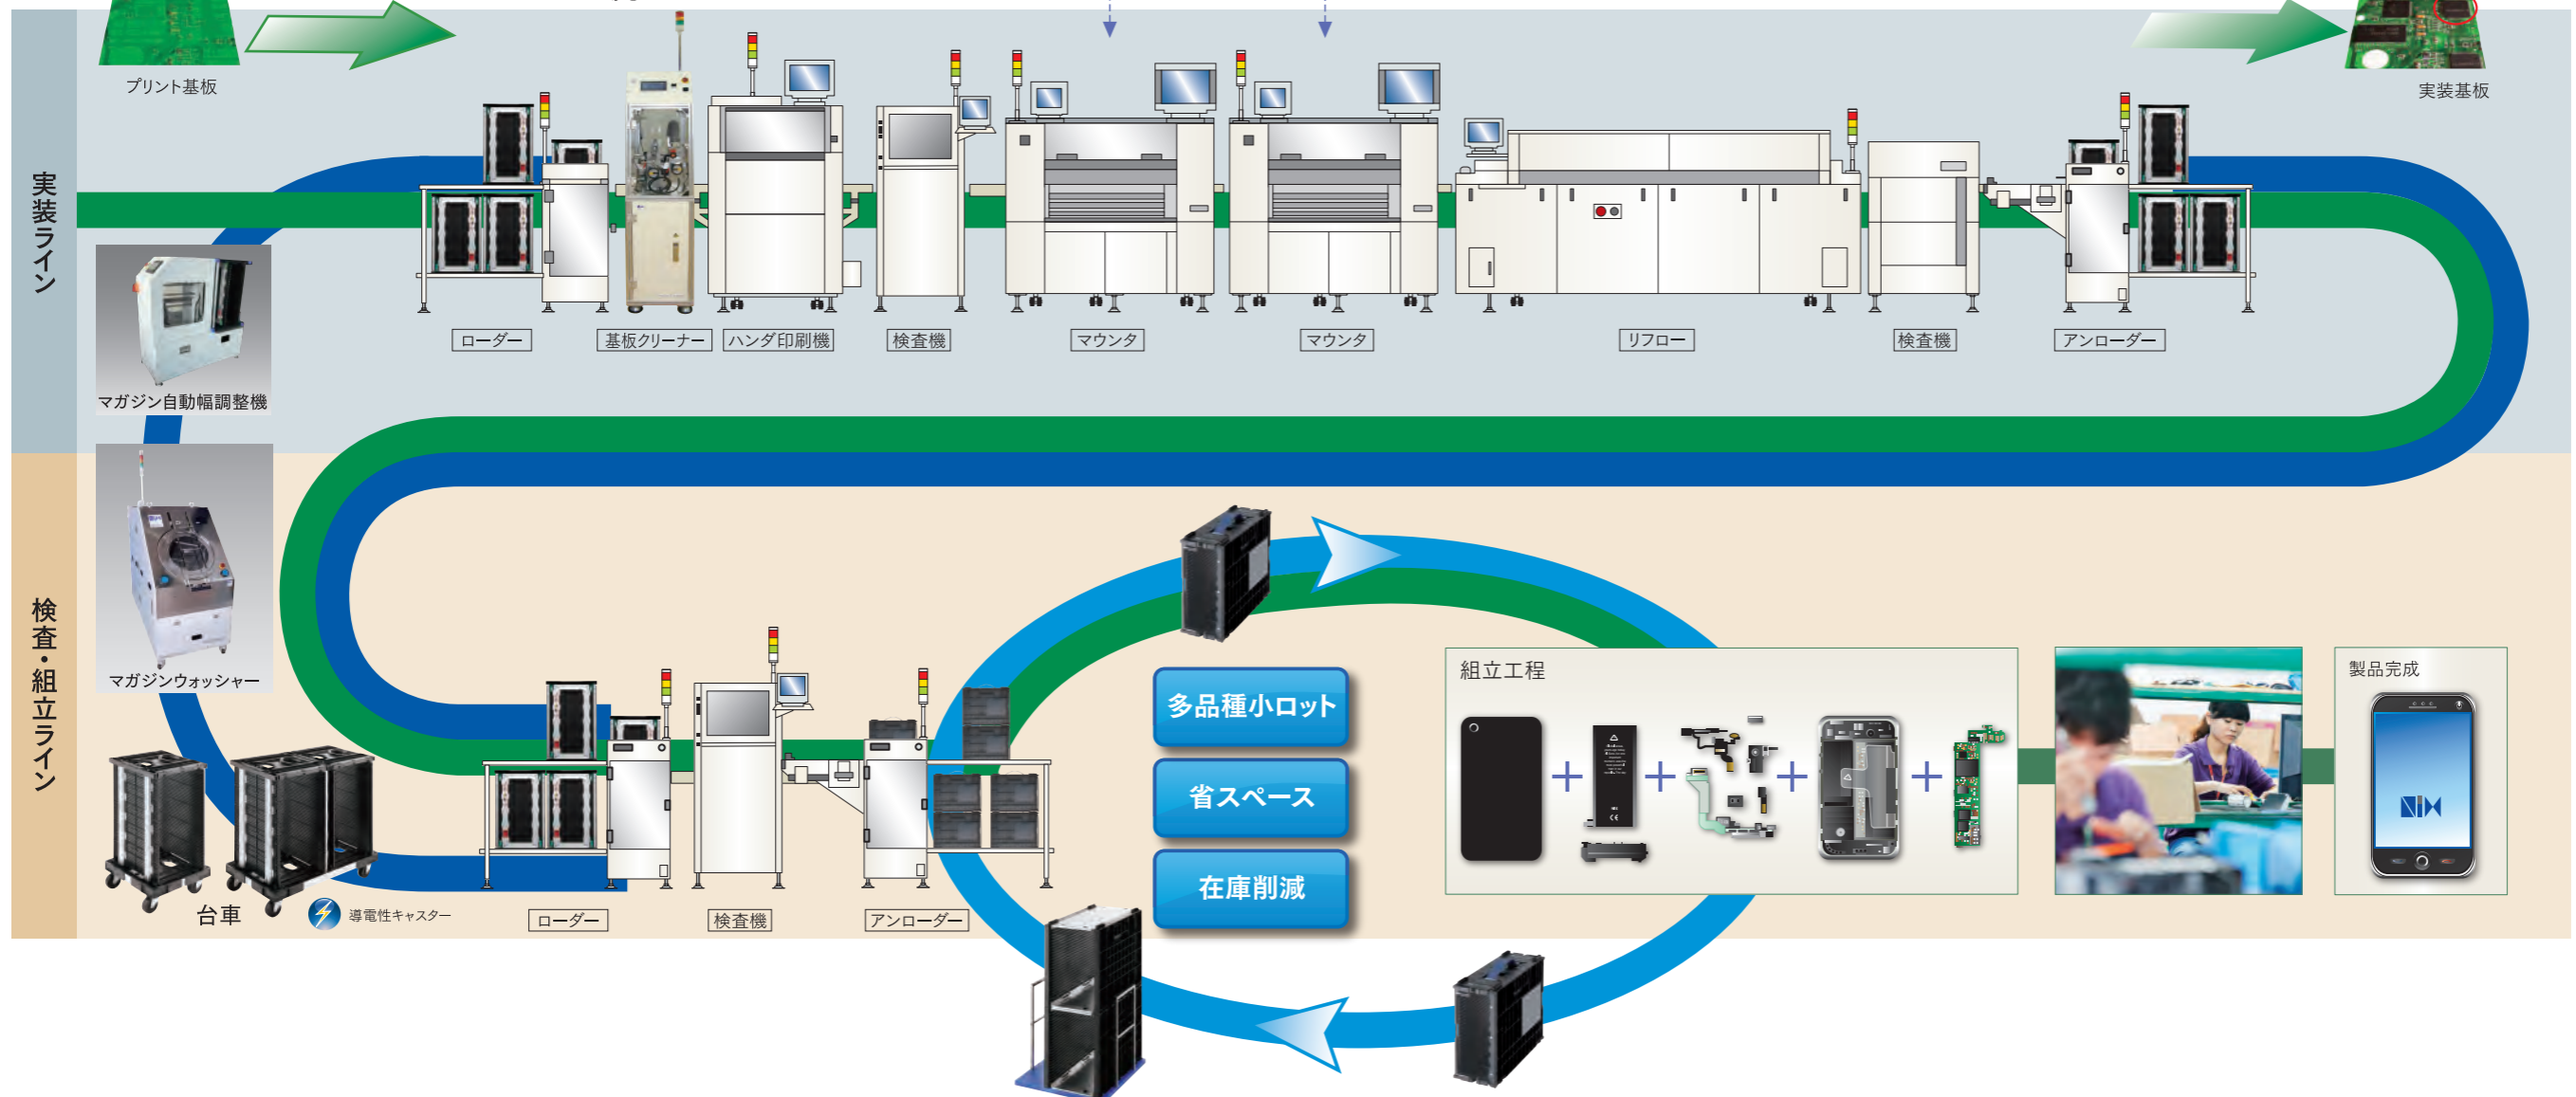 プリント基板
実装基板
実装ライン
ローダー
基板クリーナー
ハンダ印刷機
検査機
マウンタ
マウンタ
リフロー
検査機
アンローダー
マガジン自動幅調整機
マガジンウォッシャー
検査・組立ライン
台車
導電性キャスター
ローダー
検査機
アンローダー
多品種小ロット
省スペース
在庫削減
組立工程
製品完成
NIX